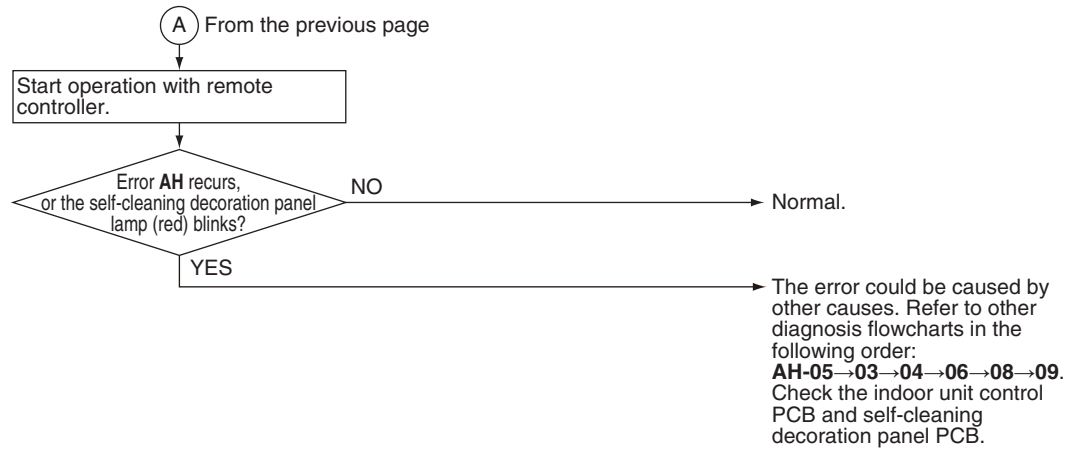 A From the previous page
Start operation with remote
controller.
Error AH recurs,
or the self-cleaning decoration panel
lamp (red) blinks?
NO
Normal.
YES
The error could be caused by
other causes. Refer to other
diagnosis flowcharts in the
following order:
AH-05→03→04→06→08→09.
Check the indoor unit control
PCB and self-cleaning
decoration panel PCB.